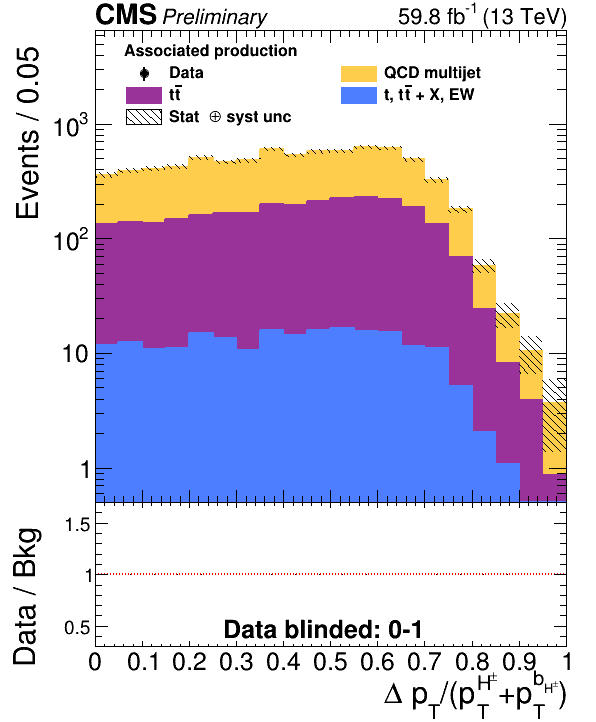 CMS Preliminary 59.8 fb-1 (13 TeV)
Associated production
Data
QCD multijet
tt̄
t, tt̄ + X, EW
Stat ⊕ syst unc
Events / 0.05
10³
10²
10
1
Data / Bkg
1.5
1
0.5
Data blinded: 0-1
0 0.1 0.2 0.3 0.4 0.5 0.6 0.7 0.8 0.9 1
Δ p_T/(p_T^{H±}+p_T^{b_{H±}})